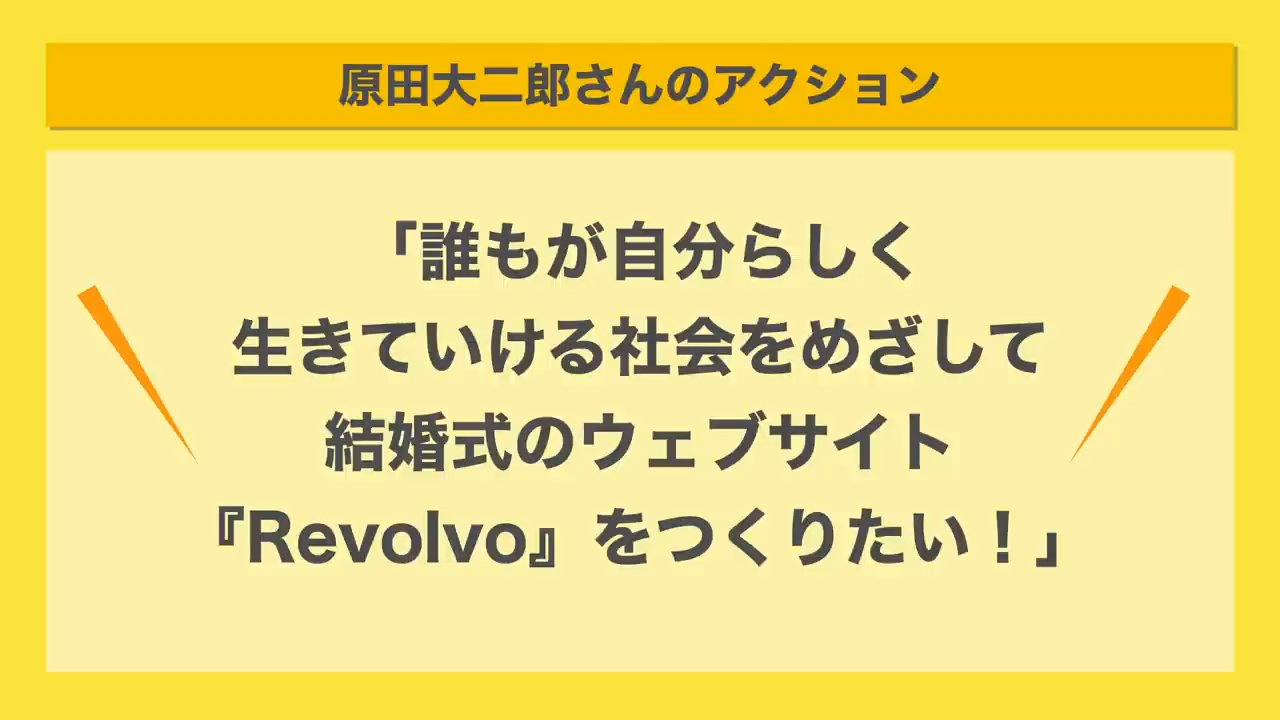 原田大二郎さんのアクション
「誰もが自分らしく
生きていける社会をめざして
結婚式のウェブサイト
『Revolvo』をつくりたい！」